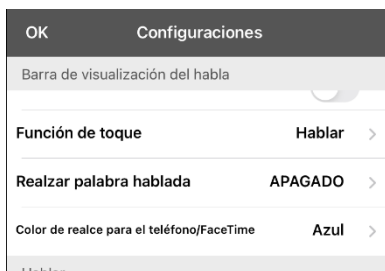 OK Configuraciones
Barra de visualización del habla
Función de toque Hablar
Realzar palabra hablada APAGADO
Color de realce para el teléfono/FaceTime Azul